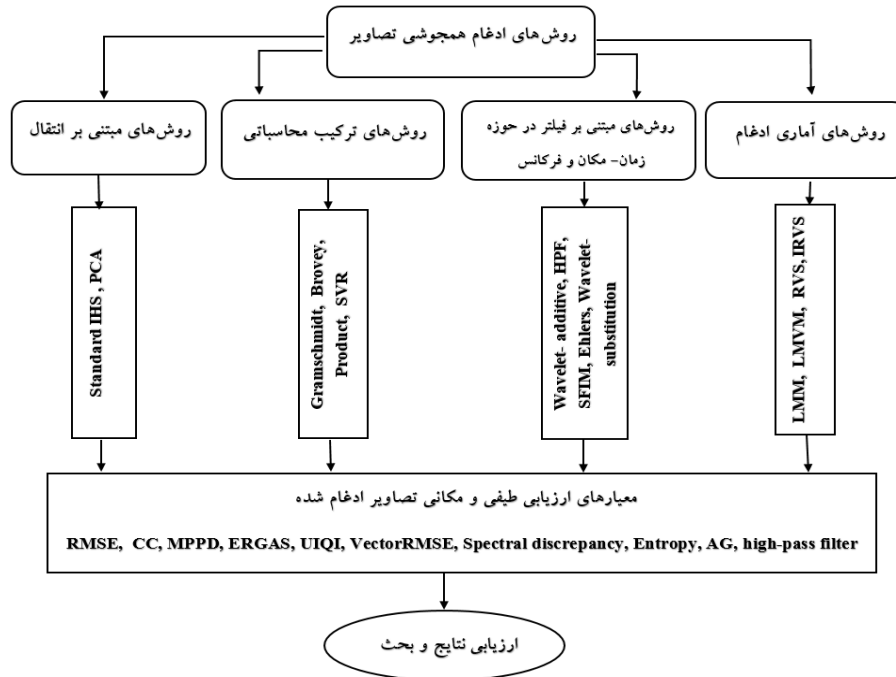 روش‌های ادغام همجوشی تصاویر
روش‌های آماری ادغام
روش‌های مبتنی بر فیلتر در حوزه
زمان- مکان و فرکانس
روش‌های ترکیب محاسباتی
روش‌های مبتنی بر انتقال
LMM, LMVM, RVS,IRVS
Wavelet- additive, HPF,
SFIM, Ehlers, Wavelet-
substitution
Gramschmidt, Brovey,
Product, SVR
Standard IHS , PCA
معیارهای ارزیابی طیفی و مکانی تصاویر ادغام شده
RMSE, CC, MPPD, ERGAS, UIQI, VectorRMSE, Spectral discrepancy, Entropy, AG, high-pass filter
ارزیابی نتایج و بحث